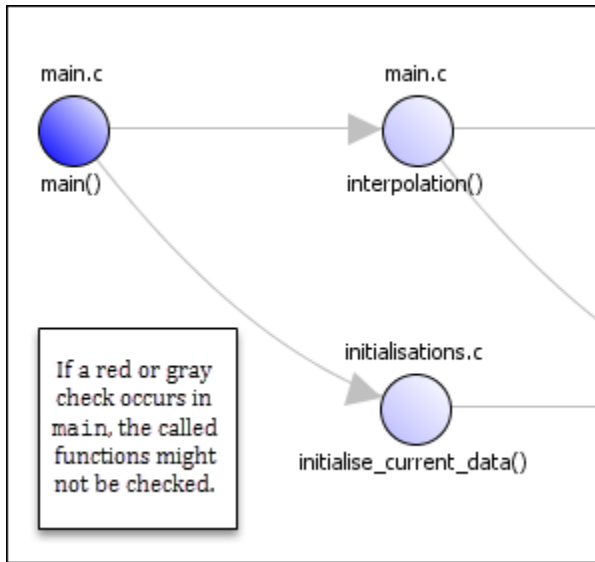 main.c
main.c
main()
interpolation()
initialisations.c
initialise_current_data()
If a red or gray
check occurs in
main, the called
functions might
not be checked.